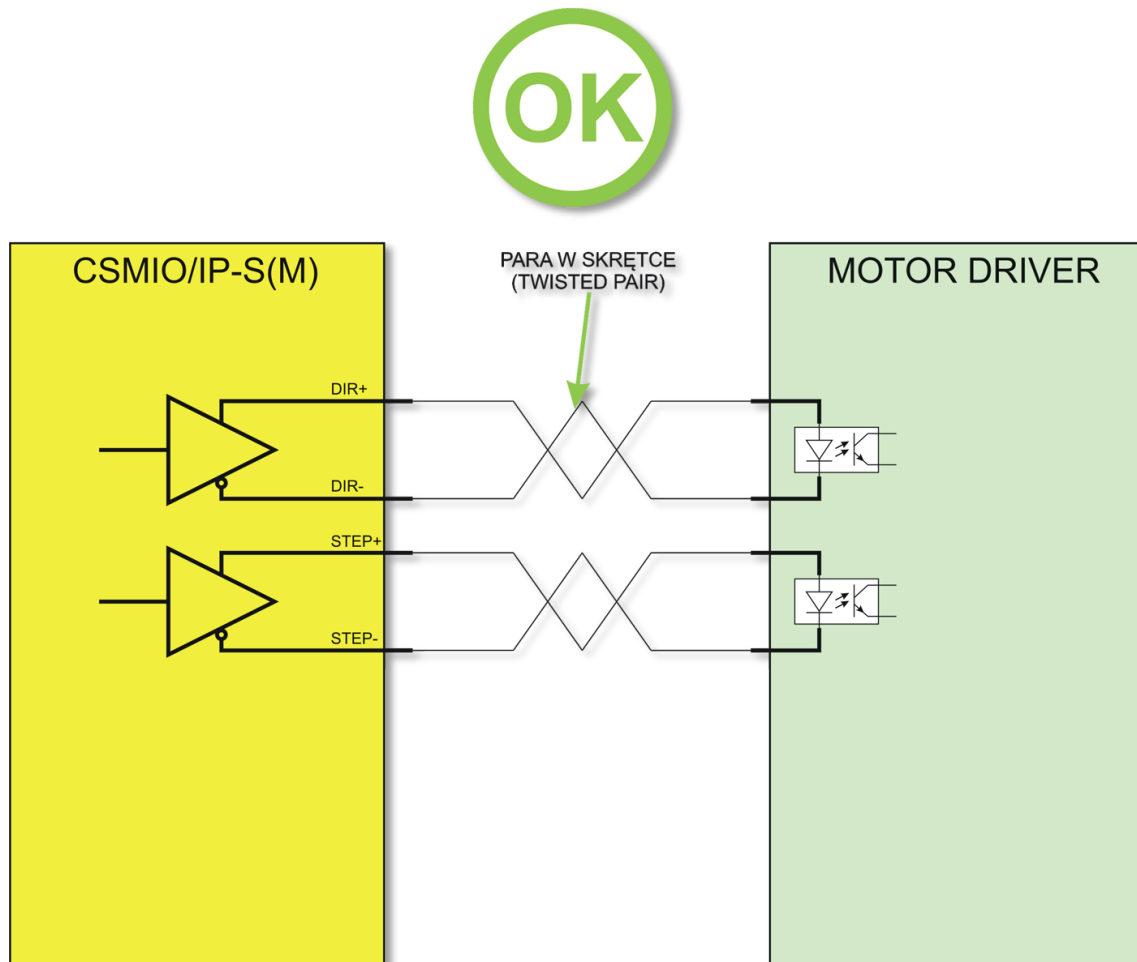 OK
CSMIO/IP-S(M)
PARA W SKRĘTCE
(TWISTED PAIR)
MOTOR DRIVER
DIR+
DIR-
STEP+
STEP-